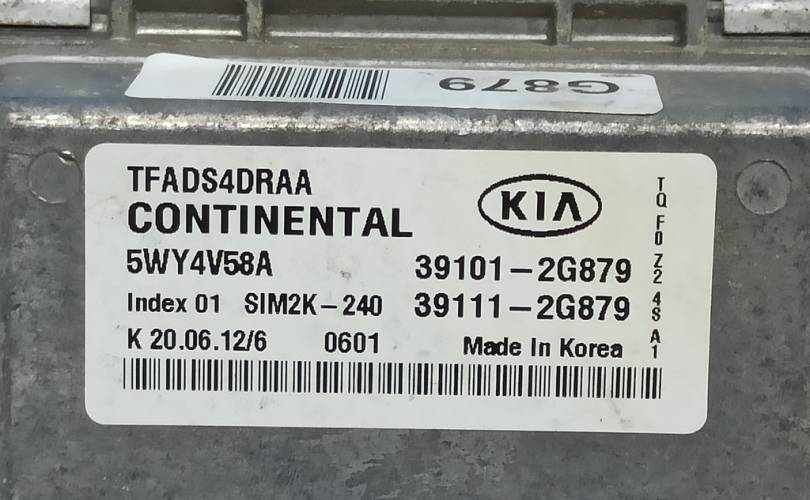 G879
TFADS4DRAA
CONTINENTAL
KIA
5WY4V58A 39101-2G879
Index 01 SIM2K-240 39111-2G879
K 20.06.12/6 0601 Made In Korea
TQ F0 Z2 48 A1